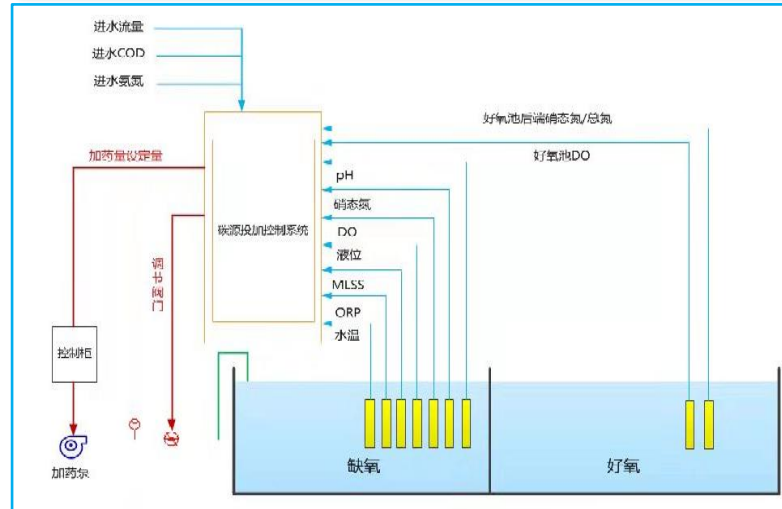 进水流量
进水COD
进水氨氮
好氧池后端硝态氮/总氮
加药量设定量
好氧池DO
pH
硝态氮
碳源投加控制系统
DO
液位
调节阀门
MLSS
ORP
水温
控制柜
加药泵
缺氧
好氧